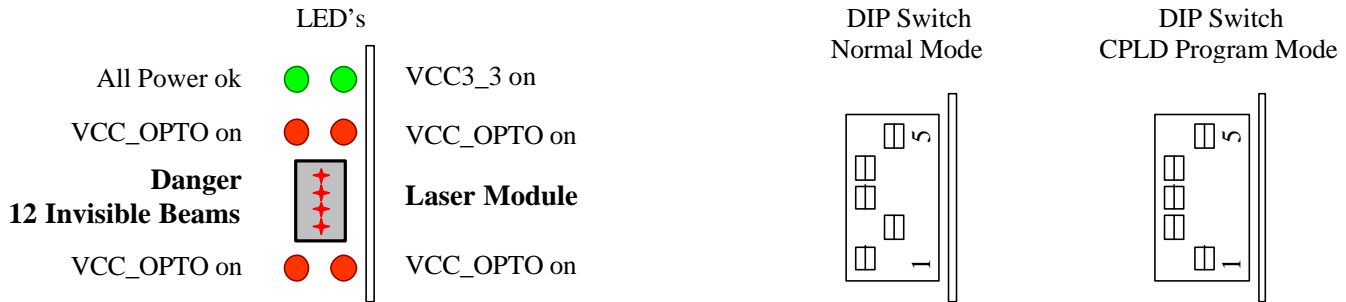 LED’s
All Power ok
VCC3_3 on
VCC_OPTO on
VCC_OPTO on
Danger
12 Invisible Beams
Laser Module
VCC_OPTO on
VCC_OPTO on
DIP Switch
Normal Mode
5
1
DIP Switch
CPLD Program Mode
5
1